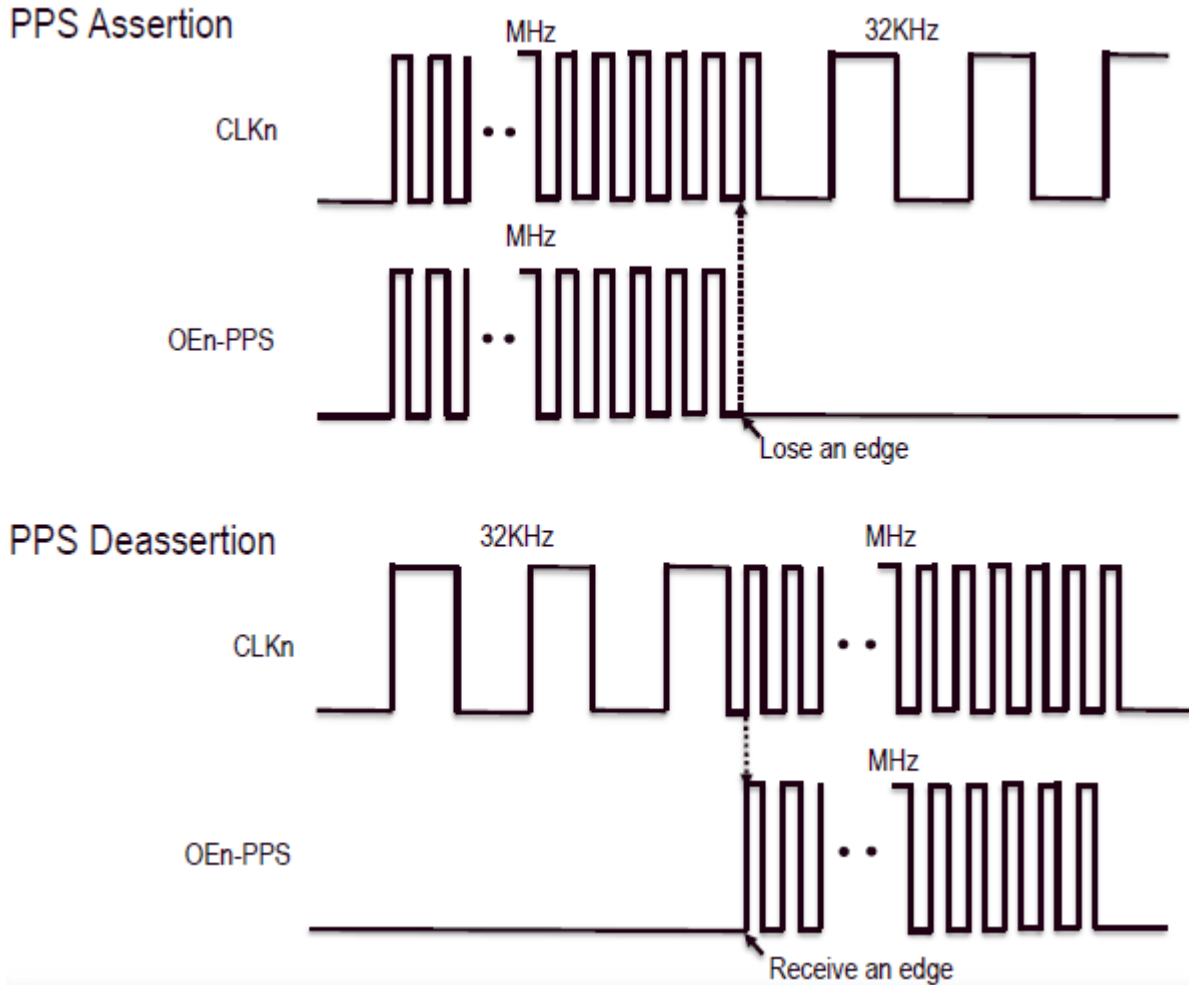 PPS Assertion
MHz
32KHz
CLKn
MHz
OEn-PPS
Lose an edge
PPS Deassertion
32KHz
MHz
CLKn
MHz
OEn-PPS
Receive an edge